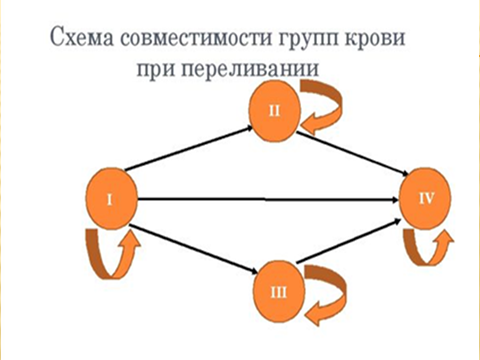 Схема совместимости групп крови
при переливании
II
I
IV
III